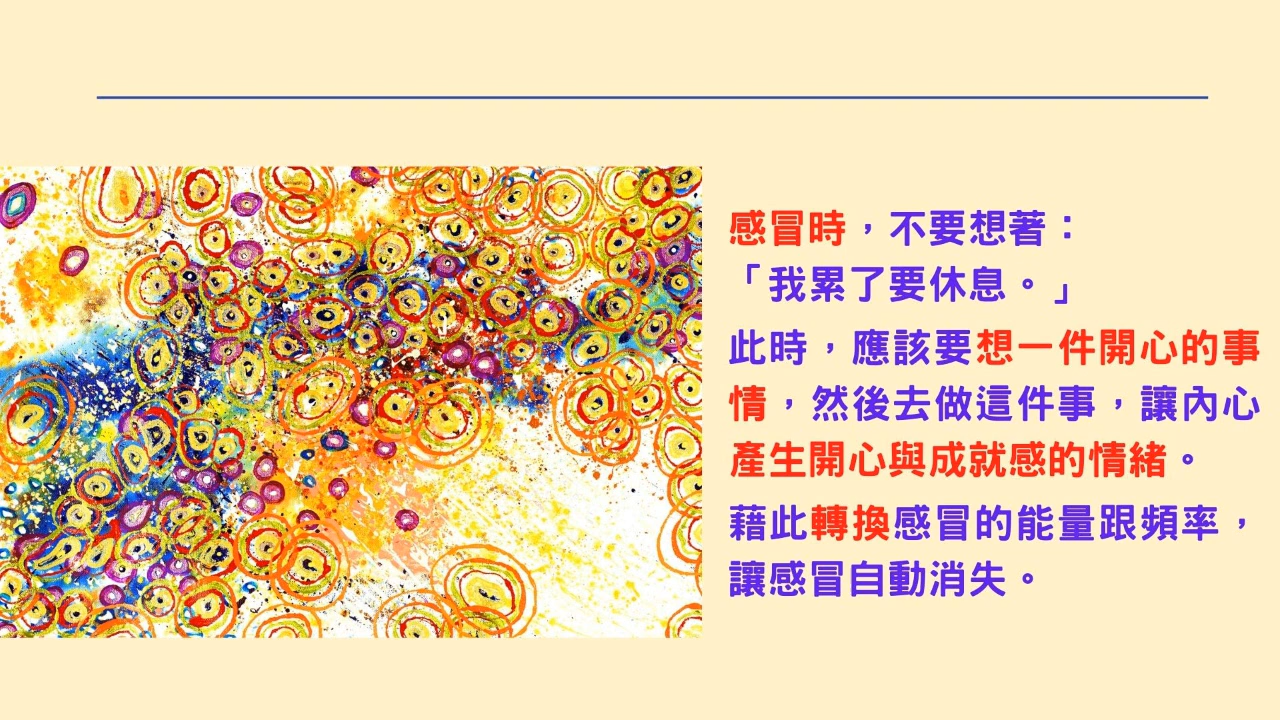 感冒時，不要想著：
「我累了要休息。」
此時，應該要想一件開心的事
情，然後去做這件事，讓內心
產生開心與成就感的情緒。
藉此轉換感冒的能量跟頻率，
讓感冒自動消失。